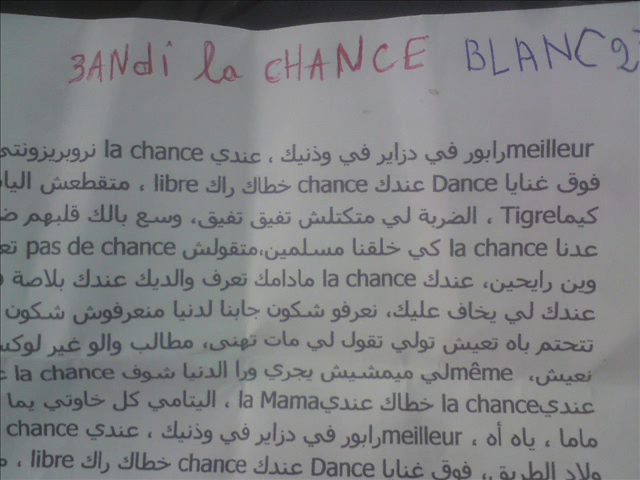 3ANdi la CHANCE BLANC2
meilleurرابور في دزاير في وذنيك ، عندي la chance نروبريزونتي
فوق غنايا Dance عندك chance خطاك راك libre ، متقطعش
كيماTigre ، الضربة لي متكتلش تفيق تفيق، وسع بالك قلبهم
عدنا la chance كي خلقنا مسلمين،متقولش pas de chance
وين رايحين، عندك la chance مادامك تعرف والديك عندك بلاصة
عندك لي يخاف عليك، نعرفو شكون جابنا لدنيا منعرفوش شكون
تتحتم باه تعيش تولي تقول لي مات تهنى، مطالب والو غير
نعيش، mêmeلي ميمشيش يجري ورا الدنيا شوف la chance
عنديla chance خطاك عنديla Mama ، اليتامي كل خاوتي يما
ماما ، ياه أه ، meilleurرابور في دزاير في وذنيك ، عندي chance
ولاد الطريق، فوق غنايا Dance عندك chance خطاك راك libre ،